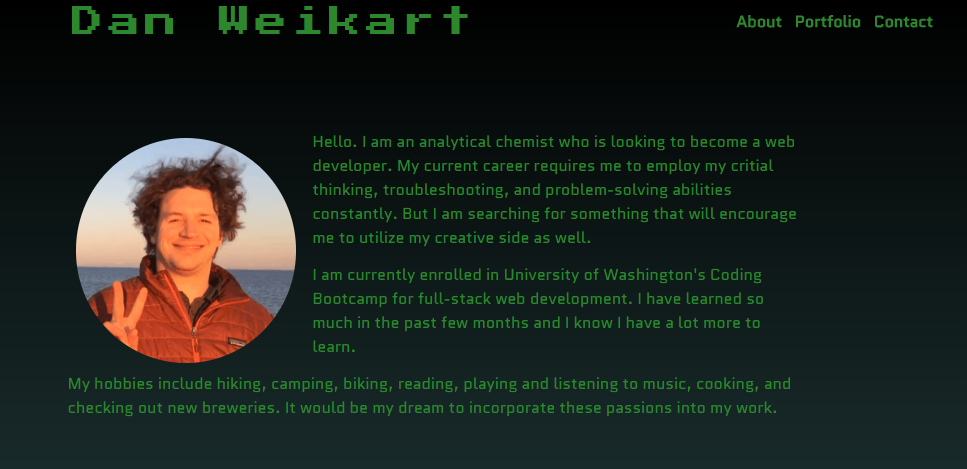 Dan Weikart
About Portfolio Contact
Hello. I am an analytical chemist who is looking to become a web
developer. My current career requires me to employ my critial
thinking, troubleshooting, and problem-solving abilities
constantly. But I am searching for something that will encourage
me to utilize my creative side as well.
I am currently enrolled in University of Washington's Coding
Bootcamp for full-stack web development. I have learned so
much in the past few months and I know I have a lot more to
learn.
My hobbies include hiking, camping, biking, reading, playing and listening to music, cooking, and
checking out new breweries. It would be my dream to incorporate these passions into my work.